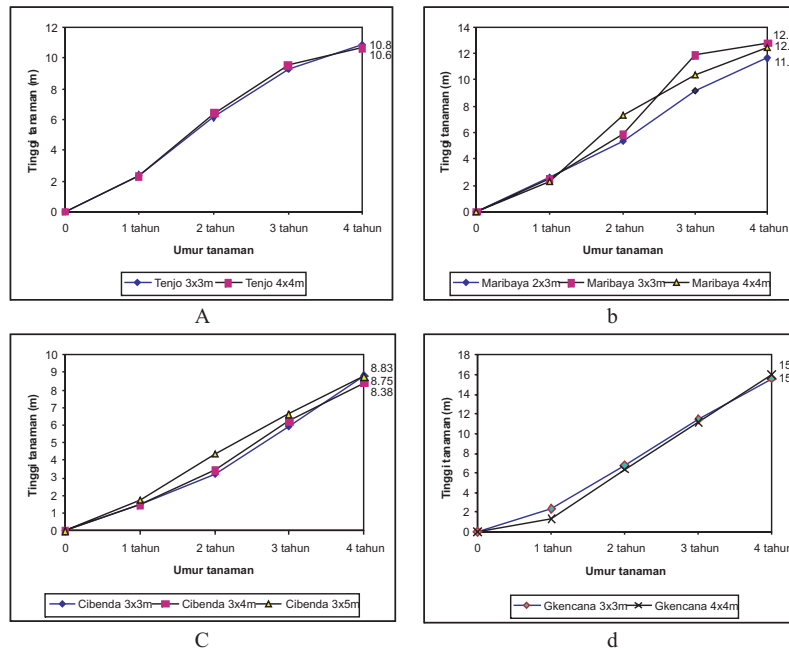 12
10
8
6
4
2
0
Tinggi tanaman (m)
10.8
10.6
0 1 tahun 2 tahun 3 tahun 4 tahun
Umur tanaman
Tenjo 3x3m Tenjo 4x4m
A
14
12
10
8
6
4
2
0
Tinggi tanaman (m)
12.
12.
11.
0 1 tahun 2 tahun 3 tahun 4 tahun
Umur tanaman
Maribaya 2x3m Maribaya 3x3m Maribaya 4x4m
b
10
9
8
7
6
5
4
3
2
1
0
Tinggi tanaman (m)
8.83
8.75
8.38
0 1 tahun 2 tahun 3 tahun 4 tahun
Umur tanaman
Cibenda 3x3m Cibenda 3x4m Cibenda 3x5m
C
18
16
14
12
10
8
6
4
2
0
Tinggi tanaman (m)
15
15
0 1 tahun 2 tahun 3 tahun 4 tahun
Umur tanaman
Gkencana 3x3m Gkencana 4x4m
d